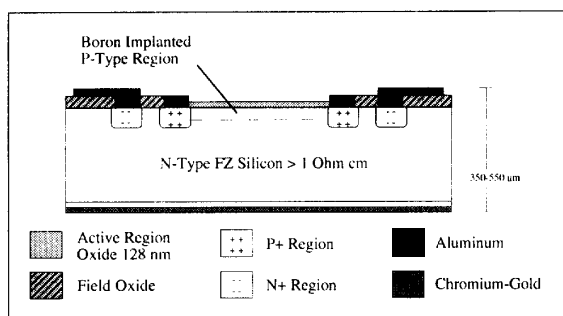 Boron Implanted
P-Type Region
N-Type FZ Silicon > 1 Ohm cm
350-550 um
Active Region
Oxide 128 nm
P+ Region
Aluminum
Field Oxide
N+ Region
Chromium-Gold